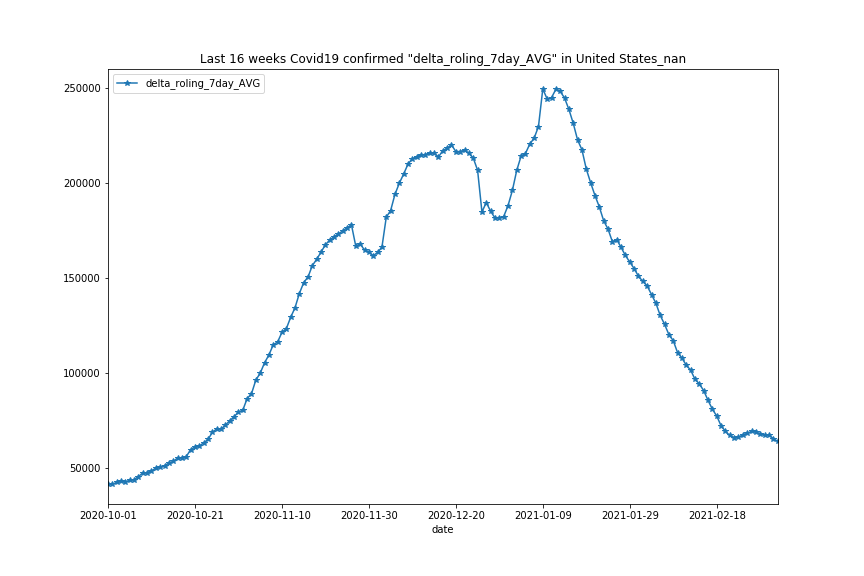 Last 16 weeks Covid19 confirmed "delta_roling_7day_AVG" in United States_nan
delta_roling_7day_AVG
250000
200000
150000
100000
50000
2020-10-01 2020-10-21 2020-11-10 2020-11-30 2020-12-20 2021-01-09 2021-01-29 2021-02-18
date